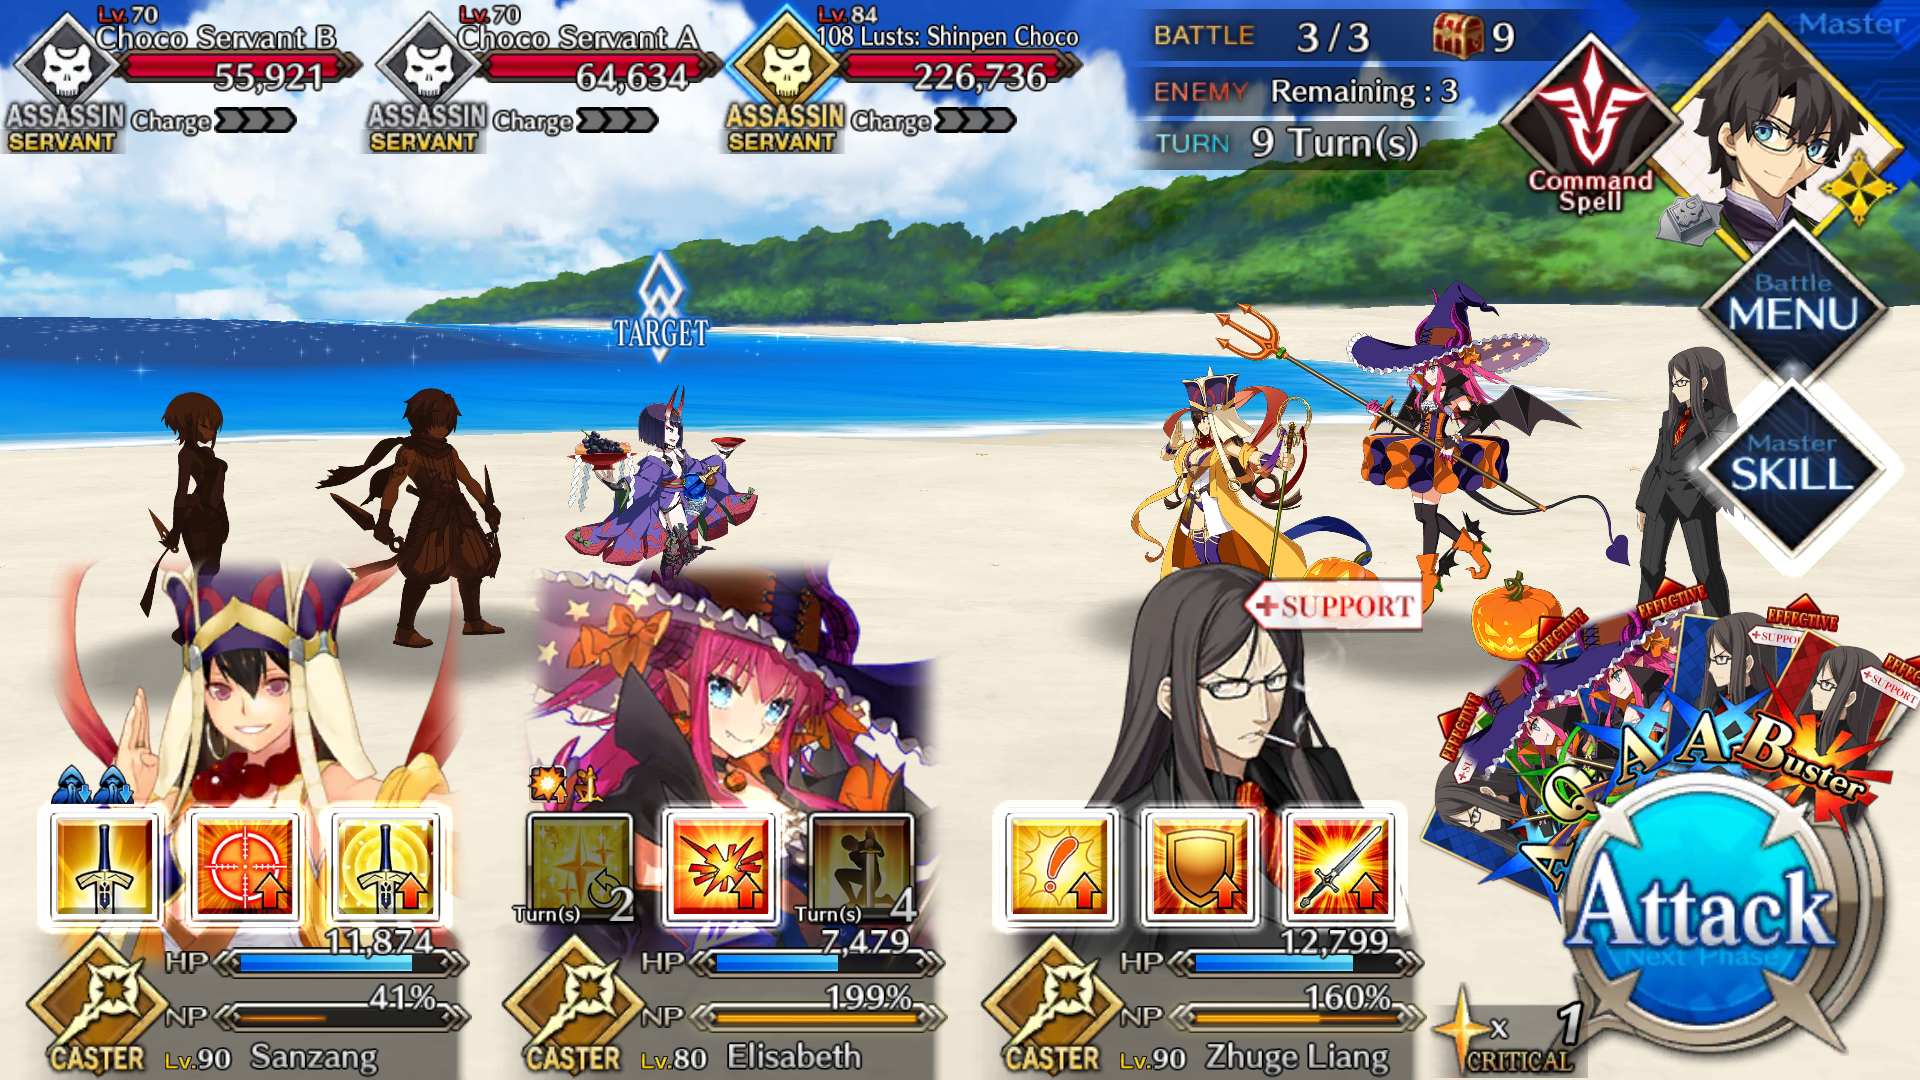 Lv.70
Choco Servant B
55,921
ASSASSIN
SERVANT
Charge
Lv.70
Choco Servant A
64,634
ASSASSIN
SERVANT
Charge
Lv.84
108 Lusts: Shinpen Choco
226,736
ASSASSIN
SERVANT
Charge
BATTLE 3/3 9
ENEMY Remaining : 3
TURN 9 Turn(s)
Master
Command
Spell
Battle
MENU
Master
SKILL
TARGET
+SUPPORT
EFFECTIVE
EFFECTIVE
EFFECTIVE
EFFECTIVE
+SUPPORT
A Q A A Buster
Attack
Next Phase
Turn(s) 2
Turn(s) 4
HP 11,874
NP 41%
CASTER
Lv.90 Sanzang
HP 7,479
NP 199%
CASTER
Lv.80 Elisabeth
HP 12,799
NP 160%
CASTER
Lv.90 Zhuge Liang
x 1
CRITICAL